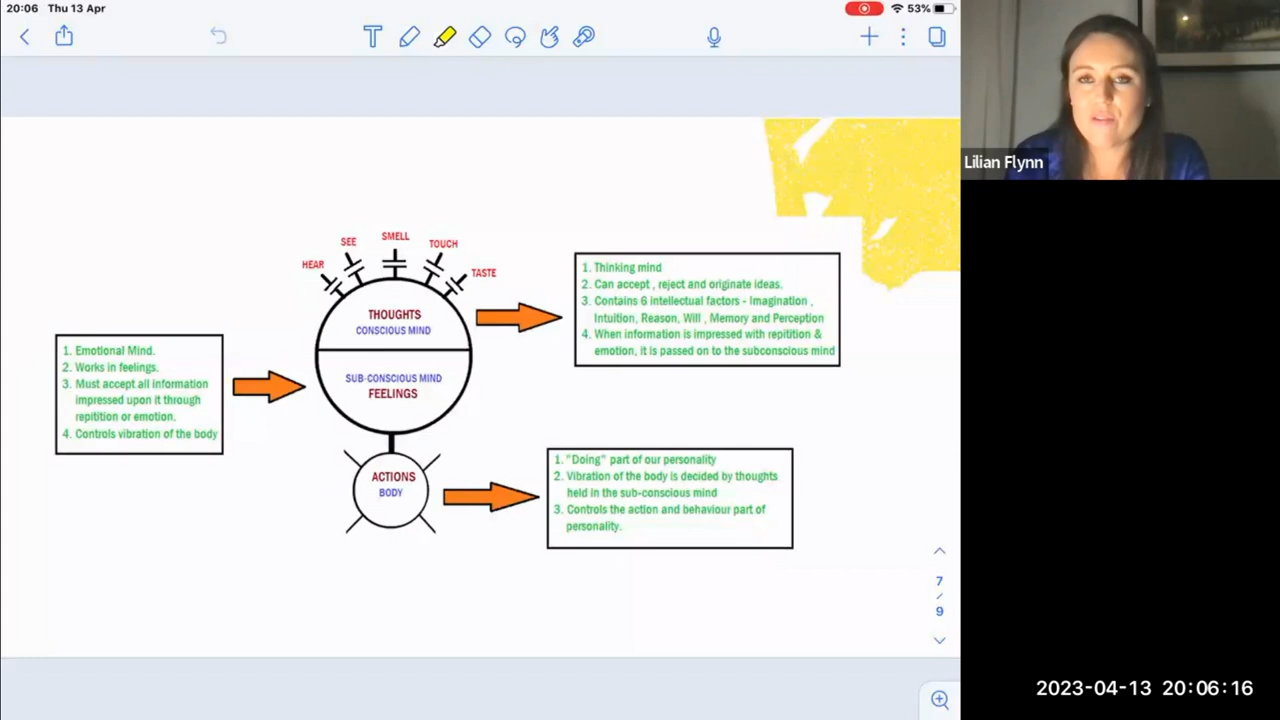 20:06 Thu 13 Apr
53%
Lilian Flynn
HEAR
SEE
SMELL
TOUCH
TASTE
THOUGHTS
CONSCIOUS MIND
SUB-CONSCIOUS MIND
FEELINGS
ACTIONS
BODY
1. Thinking mind
2. Can accept , reject and originate ideas.
3. Contains 6 intellectual factors - Imagination ,
Intuition, Reason, Will , Memory and Perception
4. When information is impressed with repitition &
emotion, it is passed on to the subconscious mind
1. Emotional Mind.
2. Works in feelings.
3. Must accept all information
impressed upon it through
repitition or emotion.
4. Controls vibration of the body
1. "Doing" part of our personality
2. Vibration of the body is decided by thoughts
held in the sub-conscious mind
3. Controls the action and behaviour part of
personality.
7
/
9
2023-04-13 20:06:16